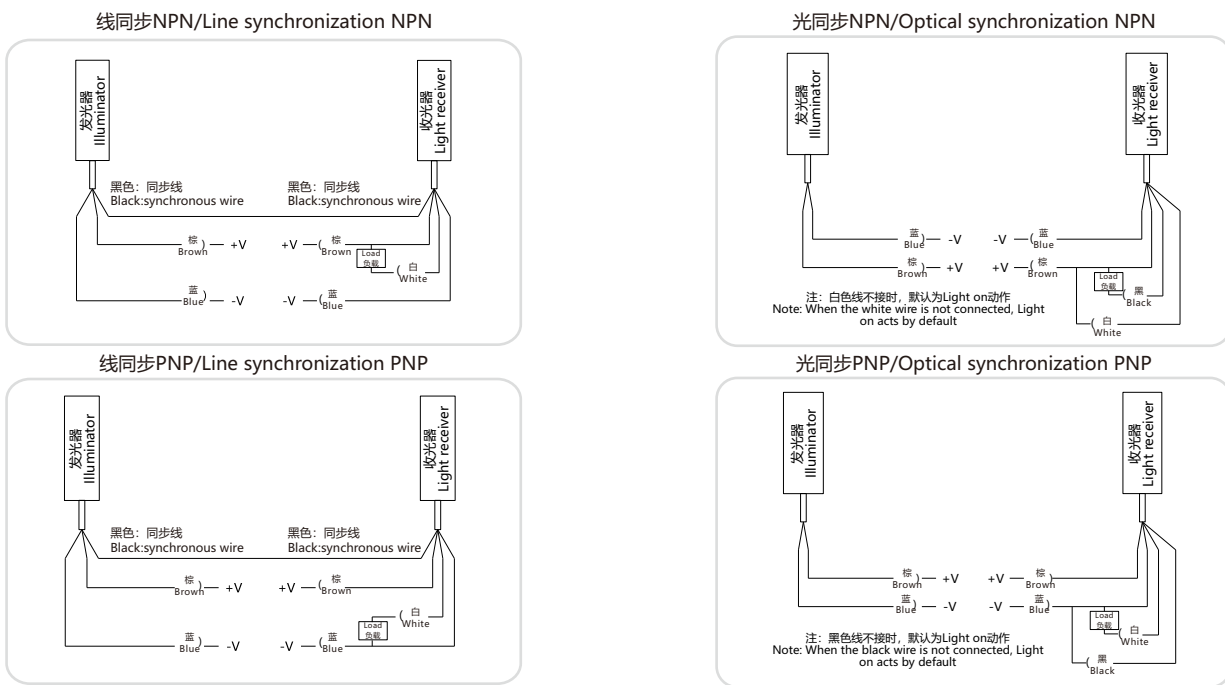 线同步NPN/Line synchronization NPN
发光器
Illuminator
收光器
Light receiver
黑色：同步线
Black:synchronous wire
黑色：同步线
Black:synchronous wire
棕
Brown
+V
+V
棕
Brown
Load
负载
白
White
蓝
Blue
-V
-V
蓝
Blue
光同步NPN/Optical synchronization NPN
发光器
Illuminator
收光器
Light receiver
蓝
Blue
-V
-V
蓝
Blue
棕
Brown
+V
+V
棕
Brown
Load
负载
黑
Black
白
White
注：白色线不接时，默认为Light on动作
Note: When the white wire is not connected, Light
on acts by default
线同步PNP/Line synchronization PNP
发光器
Illuminator
收光器
Light receiver
黑色：同步线
Black:synchronous wire
黑色：同步线
Black:synchronous wire
棕
Brown
+V
+V
棕
Brown
白
White
Load
负载
蓝
Blue
-V
-V
蓝
Blue
光同步PNP/Optical synchronization PNP
发光器
Illuminator
收光器
Light receiver
棕
Brown
+V
+V
棕
Brown
蓝
Blue
-V
-V
蓝
Blue
Load
负载
白
White
黑
Black
注：黑色线不接时，默认为Light on动作
Note: When the black wire is not connected, Light
on acts by default